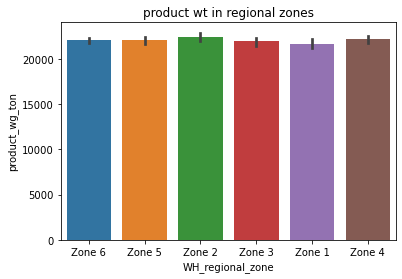 product wt in regional zones
product_wg_ton
20000
15000
10000
5000
0
Zone 6 Zone 5 Zone 2 Zone 3 Zone 1 Zone 4
WH_regional_zone